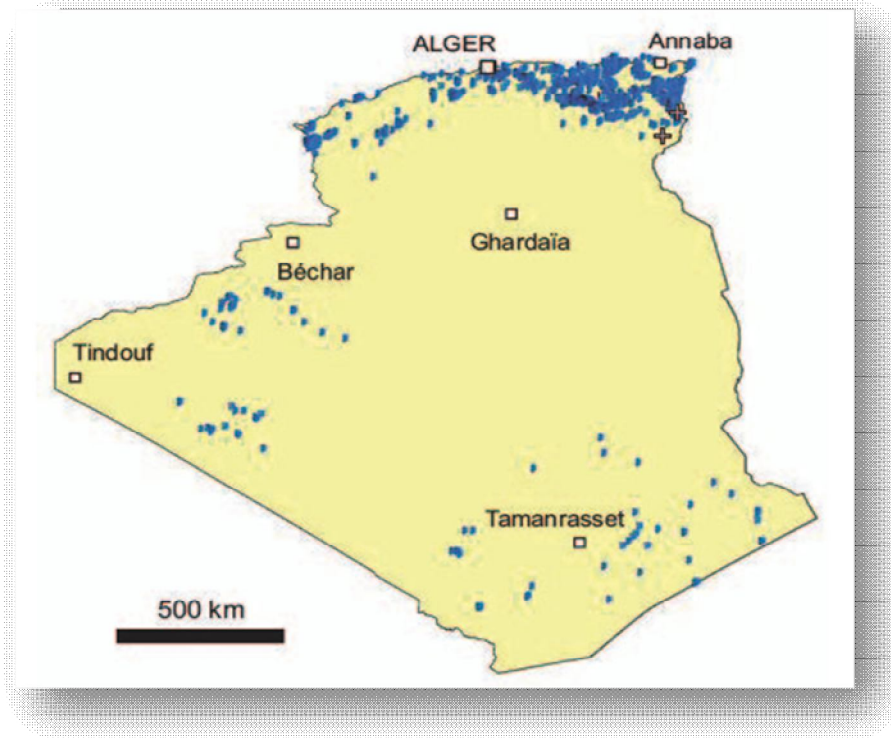 ALGER
Annaba
Ghardaïa
Béchar
Tindouf
Tamanrasset
500 km